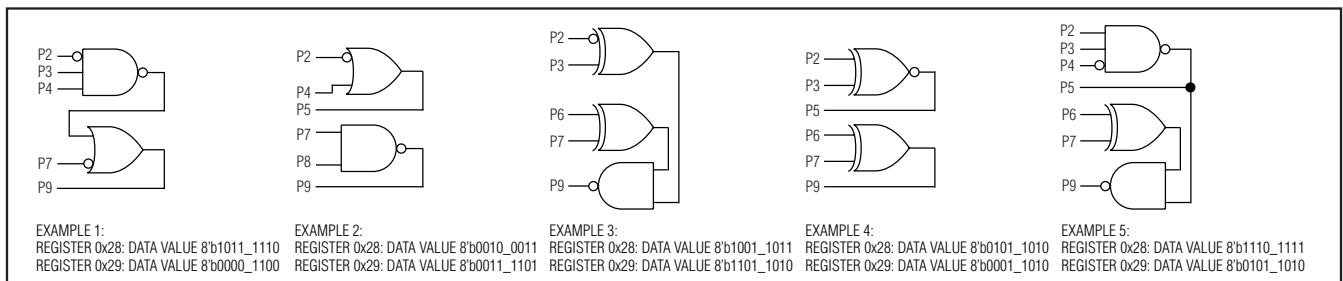 P2
P3
P4
P7
P9
EXAMPLE 1:
REGISTER 0x28: DATA VALUE 8'b1011_1110
REGISTER 0x29: DATA VALUE 8'b0000_1100
P2
P4
P5
P7
P8
P9
EXAMPLE 2:
REGISTER 0x28: DATA VALUE 8'b0010_0011
REGISTER 0x29: DATA VALUE 8'b0011_1101
P2
P3
P6
P7
P9
EXAMPLE 3:
REGISTER 0x28: DATA VALUE 8'b1001_1011
REGISTER 0x29: DATA VALUE 8'b1101_1010
P2
P3
P5
P6
P7
P9
EXAMPLE 4:
REGISTER 0x28: DATA VALUE 8'b0101_1010
REGISTER 0x29: DATA VALUE 8'b0001_1010
P2
P3
P4
P5
P6
P7
P9
EXAMPLE 5:
REGISTER 0x28: DATA VALUE 8'b1110_1111
REGISTER 0x29: DATA VALUE 8'b0101_1010